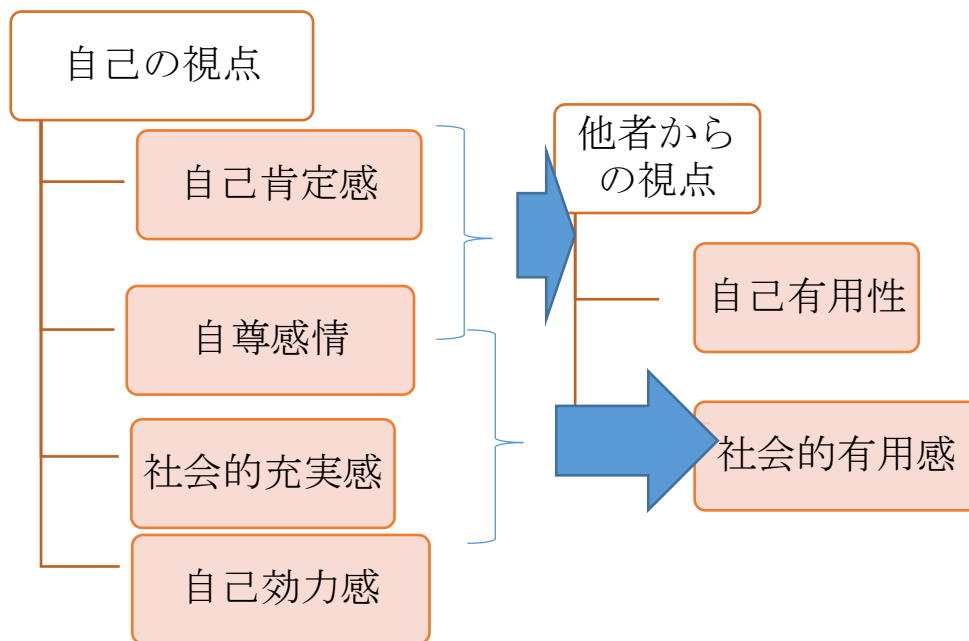 自己の視点
自己肯定感
自尊感情
社会的充実感
自己効力感
他者から
の視点
自己有用性
社会的有用感